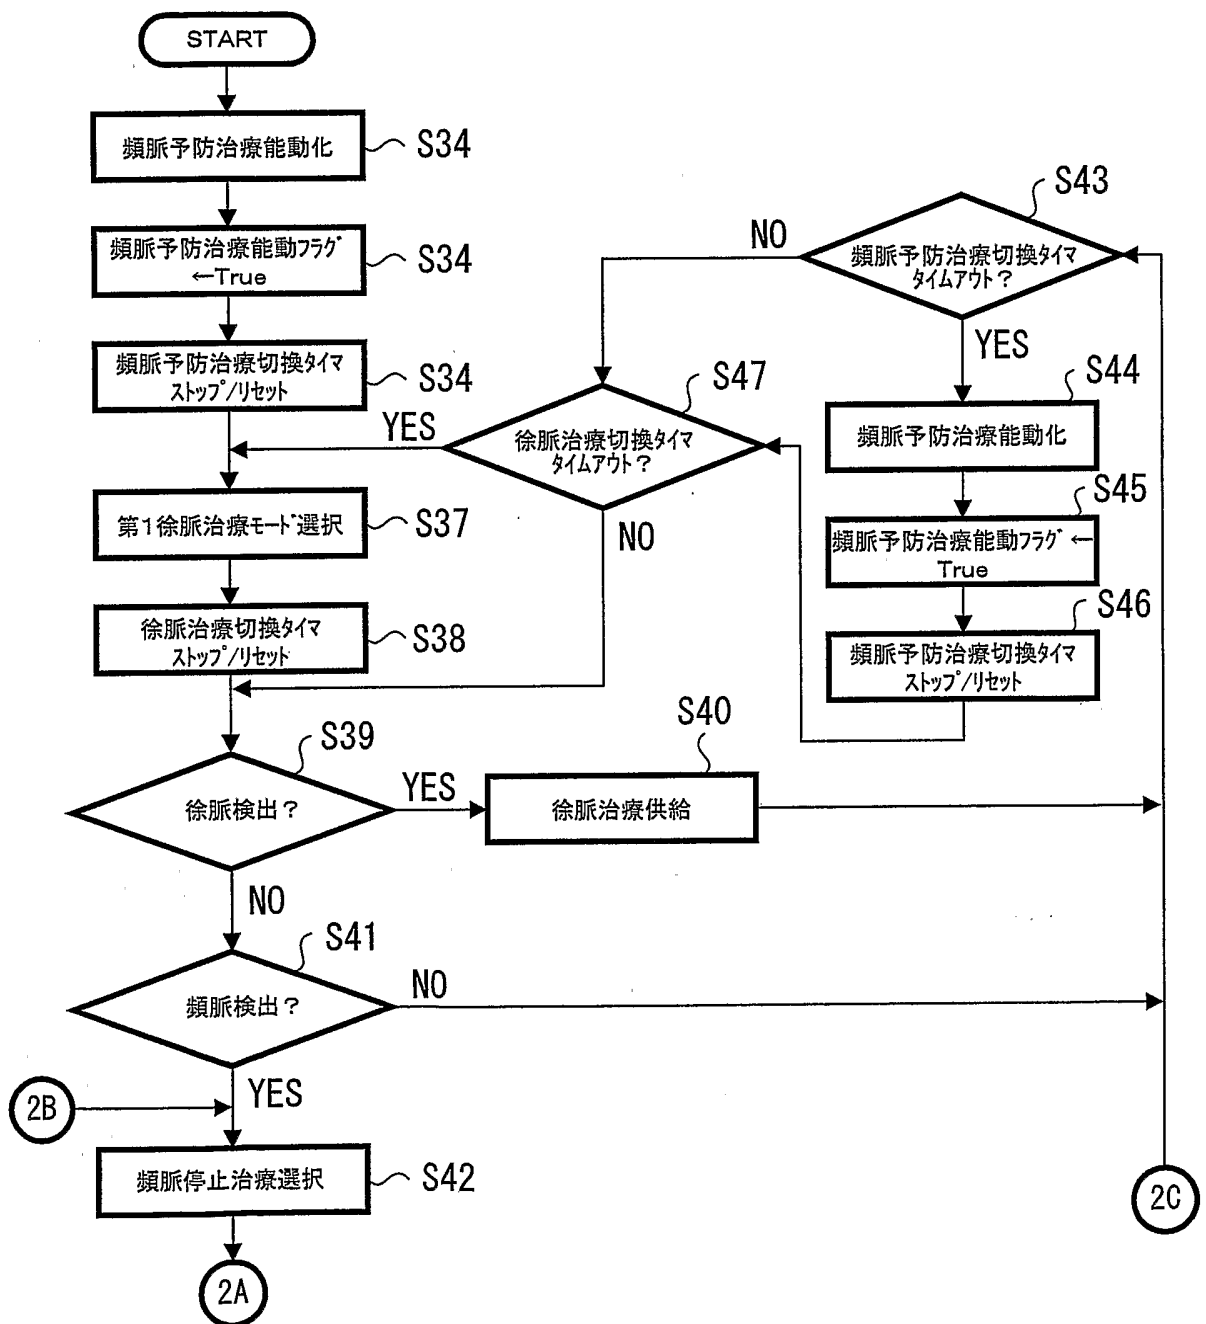 START
頻脈予防治療能動化
S34
頻脈予防治療能動フラグ
←True
S34
頻脈予防治療切換タイマ
ストップ/リセット
S34
S43
頻脈予防治療切換タイマ
タイムアウト？
NO
YES
S47
徐脈治療切換タイマ
タイムアウト？
YES
NO
S44
頻脈予防治療能動化
S45
頻脈予防治療能動フラグ←
True
S46
頻脈予防治療切換タイマ
ストップ/リセット
第1徐脈治療モード選択
S37
徐脈治療切換タイマ
ストップ/リセット
S38
S39
徐脈検出？
YES
S40
徐脈治療供給
NO
S41
頻脈検出？
NO
YES
2B
頻脈停止治療選択
S42
2C
2A